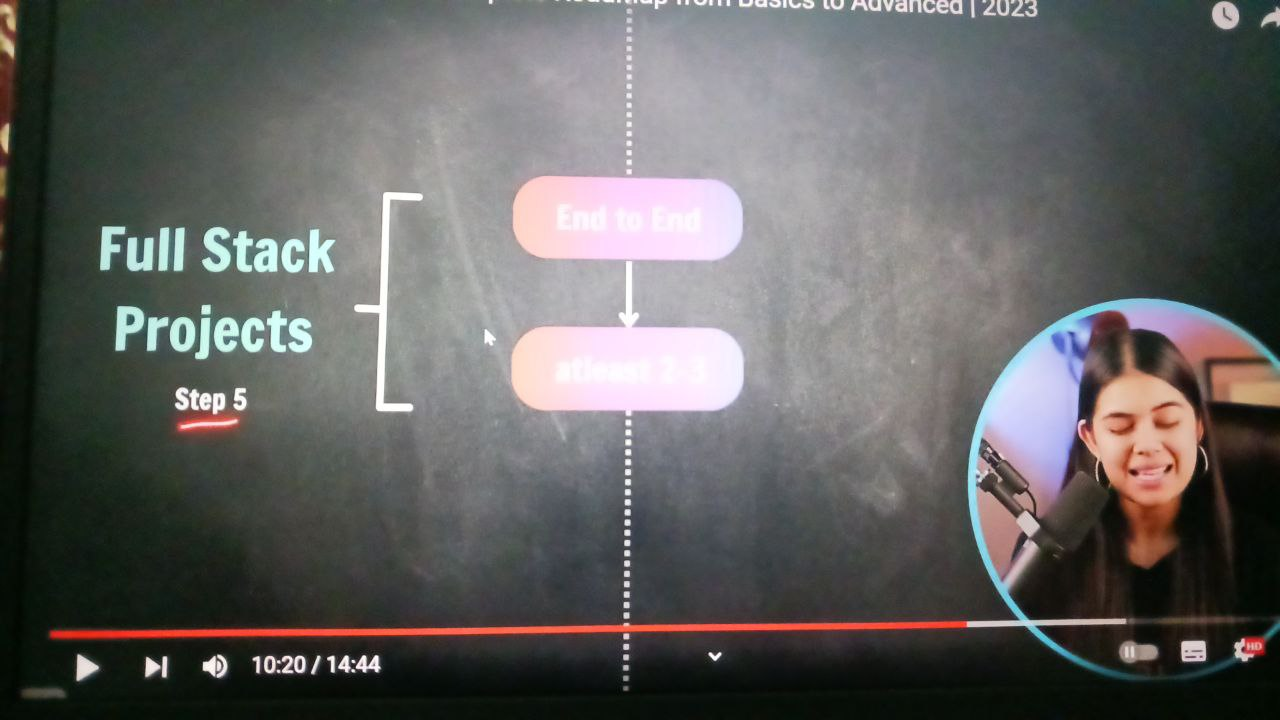 Roadmap from Basics to Advanced | 2023
End to End
Full Stack
Projects
atleast 2-3
Step 5
10:20 / 14:44
HD